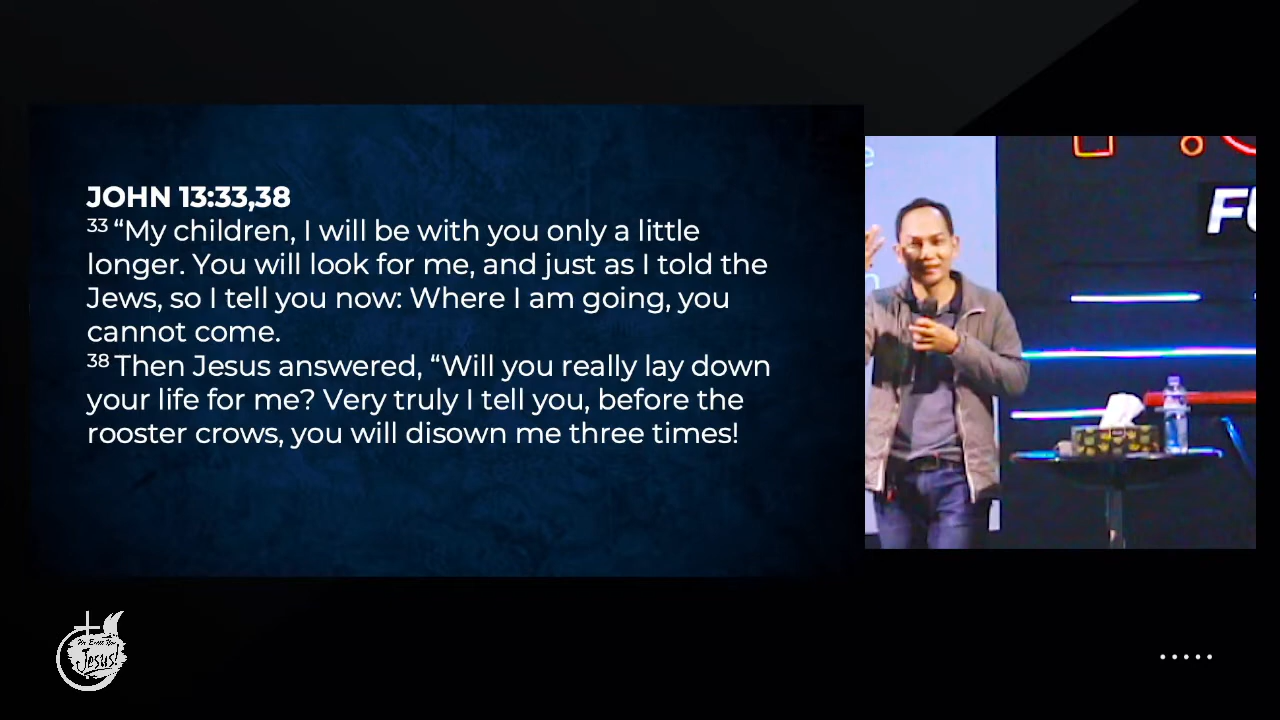 JOHN 13:33,38
33 “My children, I will be with you only a little
longer. You will look for me, and just as I told the
Jews, so I tell you now: Where I am going, you
cannot come.
38 Then Jesus answered, “Will you really lay down
your life for me? Very truly I tell you, before the
rooster crows, you will disown me three times!
Jesus!